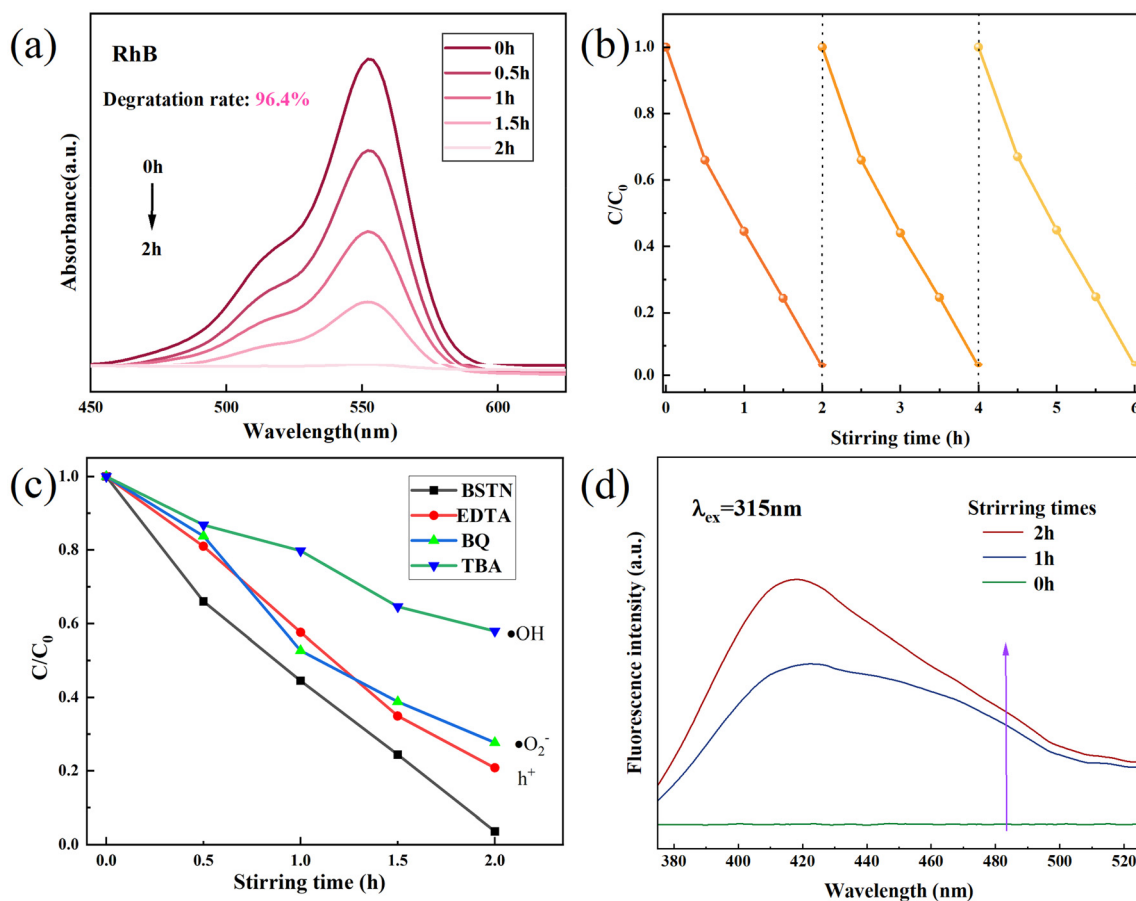 (a)
RhB
Degratation rate: 96.4%
0h
2h
0h
0.5h
1h
1.5h
2h
Absorbance(a.u.)
450 500 550 600
Wavelength(nm)
(b)
C/C0
1.0
0.8
0.6
0.4
0.2
0.0
0 1 2 3 4 5 6
Stirring time (h)
(c)
C/C0
1.0
0.8
0.6
0.4
0.2
0.0
BSTN
EDTA
BQ
TBA
●OH
●O2-
h+
0.0 0.5 1.0 1.5 2.0
Stirring time (h)
(d)
λex=315nm
Strirring times
2h
1h
0h
Fluorescence intensity (a.u.)
380 400 420 440 460 480 500 520
Wavelength (nm)